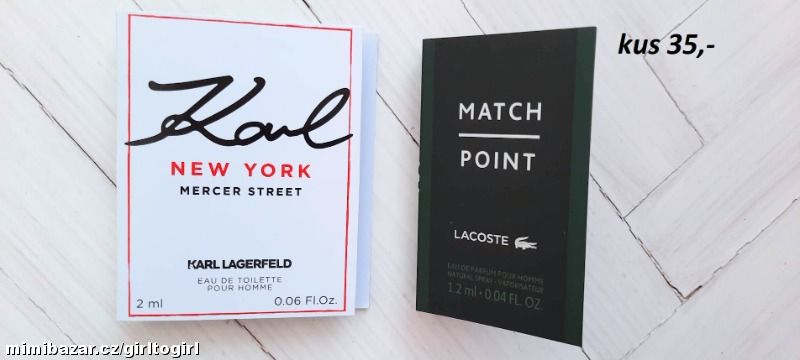 Karl
NEW YORK
MERCER STREET
KARL LAGERFELD
EAU DE TOILETTE
POUR HOMME
2 ml 0.06 Fl.Oz.
MATCH
POINT
LACOSTE
EAU DE PARFUM POUR HOMME
NATURAL SPRAY - VAPORISATEUR
1.2 ml • 0.04 FL. OZ.
kus 35,-
mimibazar.cz/girltogirl